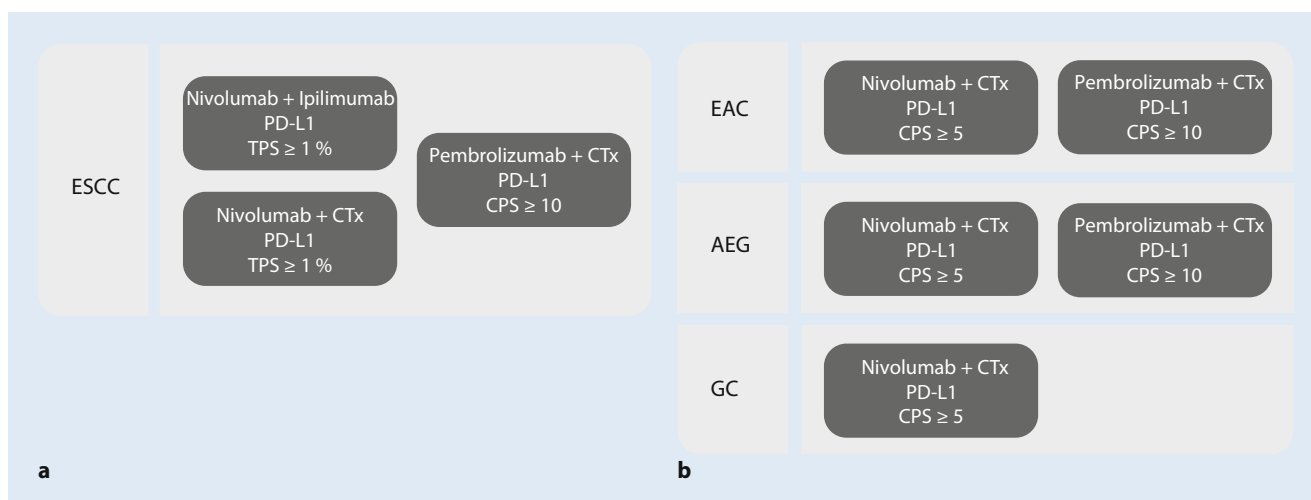 ESCC
Nivolumab + Ipilimumab
PD-L1
TPS ≥ 1 %
Nivolumab + CTx
PD-L1
TPS ≥ 1 %
Pembrolizumab + CTx
PD-L1
CPS ≥ 10
a
EAC
Nivolumab + CTx
PD-L1
CPS ≥ 5
Pembrolizumab + CTx
PD-L1
CPS ≥ 10
AEG
Nivolumab + CTx
PD-L1
CPS ≥ 5
Pembrolizumab + CTx
PD-L1
CPS ≥ 10
GC
Nivolumab + CTx
PD-L1
CPS ≥ 5
b